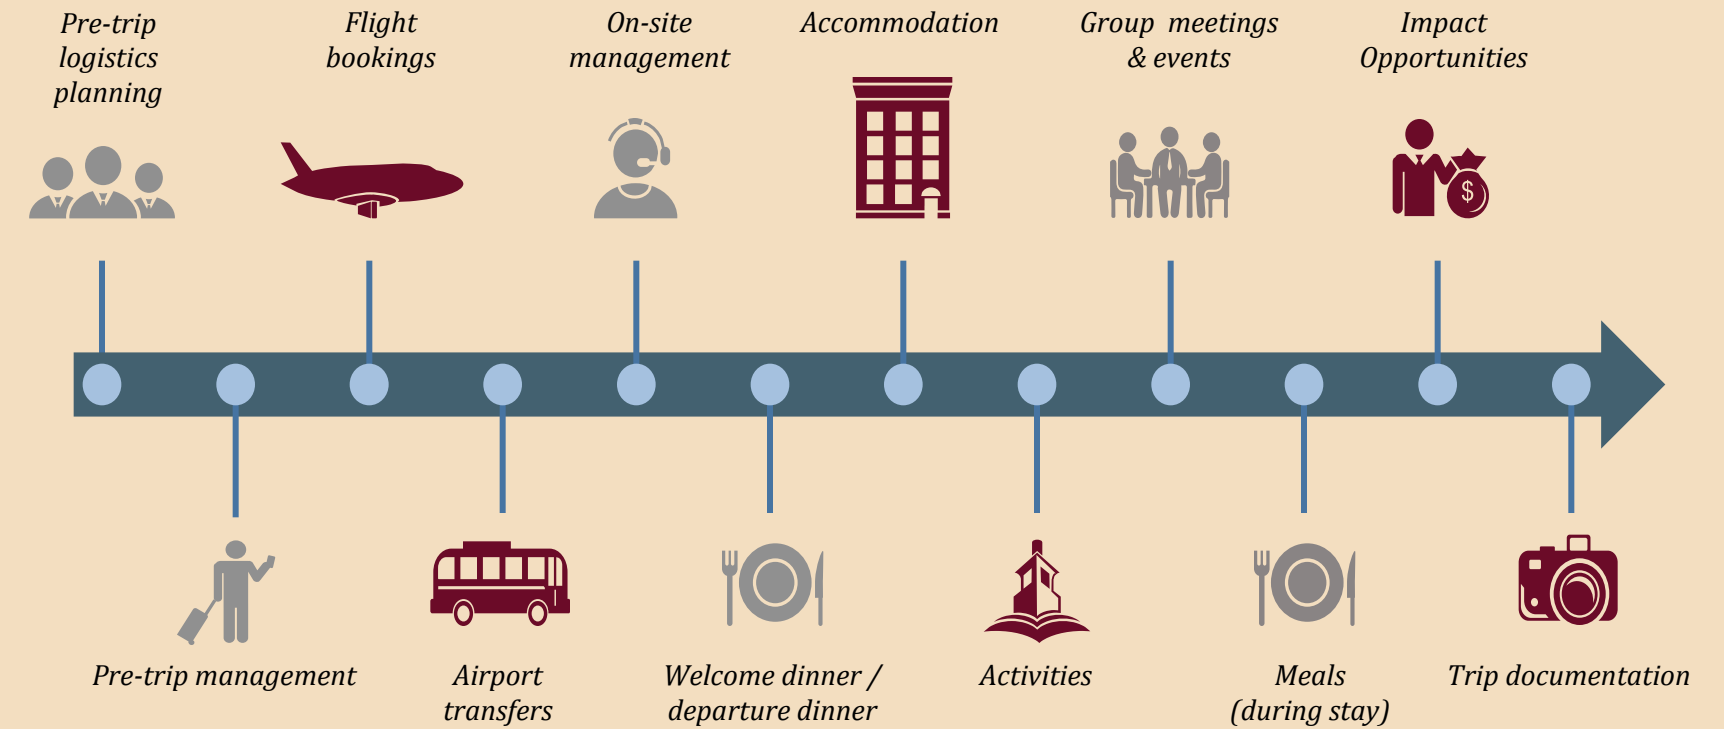 Pre-trip
logistics
planning
Flight
bookings
On-site
management
Accommodation
Group meetings
& events
Impact
Opportunities
$
Pre-trip management
Airport
transfers
Welcome dinner /
departure dinner
Activities
Meals
(during stay)
Trip documentation